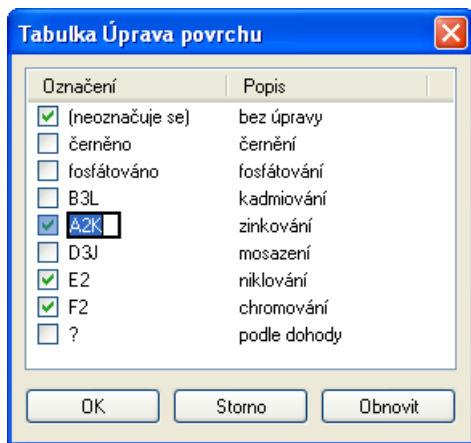 Tabulka Úprava povrchu
Označení Popis
(neoznačuje se) bez úpravy
černěno černění
fosfátováno fosfátování
B3L kadmiování
A2K zinkování
D3J mosazení
E2 niklování
F2 chromování
? podle dohody
OK Storno Obnovit